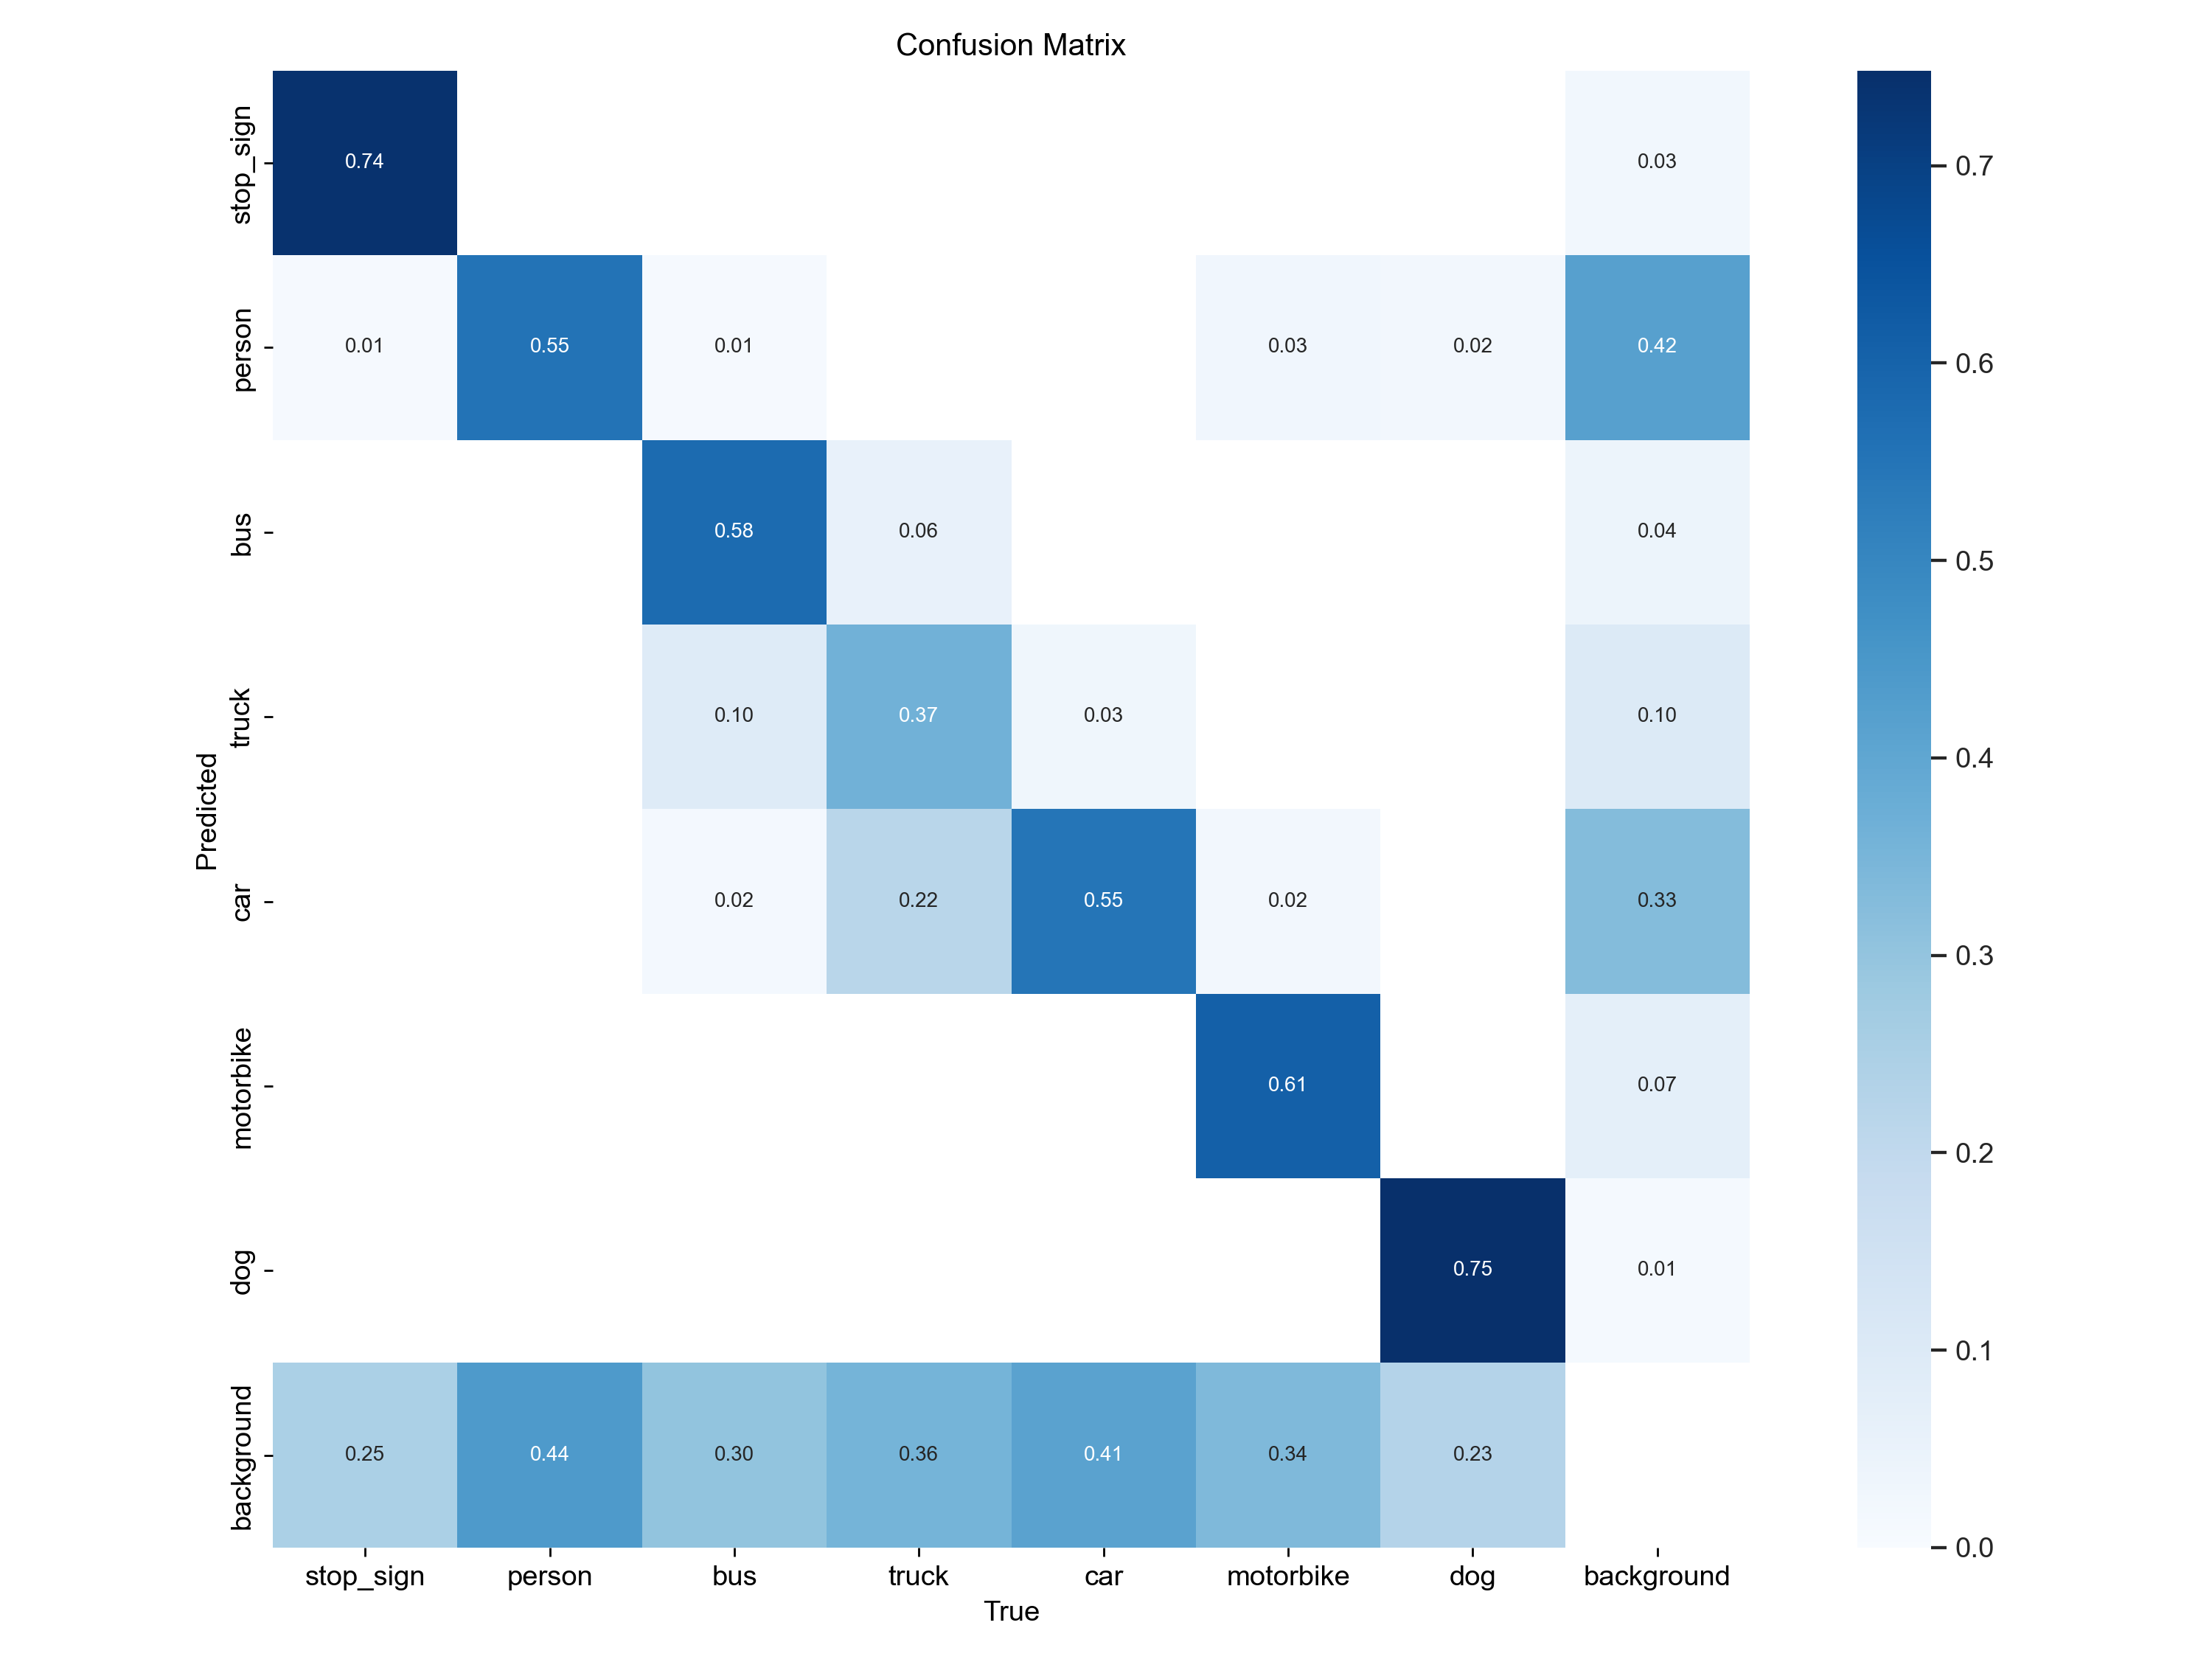 Confusion Matrix
stop_sign 0.74 0.03 0.7
person 0.01 0.55 0.01 0.03 0.02 0.42 0.6
bus 0.58 0.06 0.04 0.5
truck 0.10 0.37 0.03 0.10 0.4
Predicted
car 0.02 0.22 0.55 0.02 0.33 0.3
motorbike 0.61 0.07 0.2
dog 0.75 0.01 0.1
background 0.25 0.44 0.30 0.36 0.41 0.34 0.23 0.0
stop_sign person bus truck car motorbike dog background
True